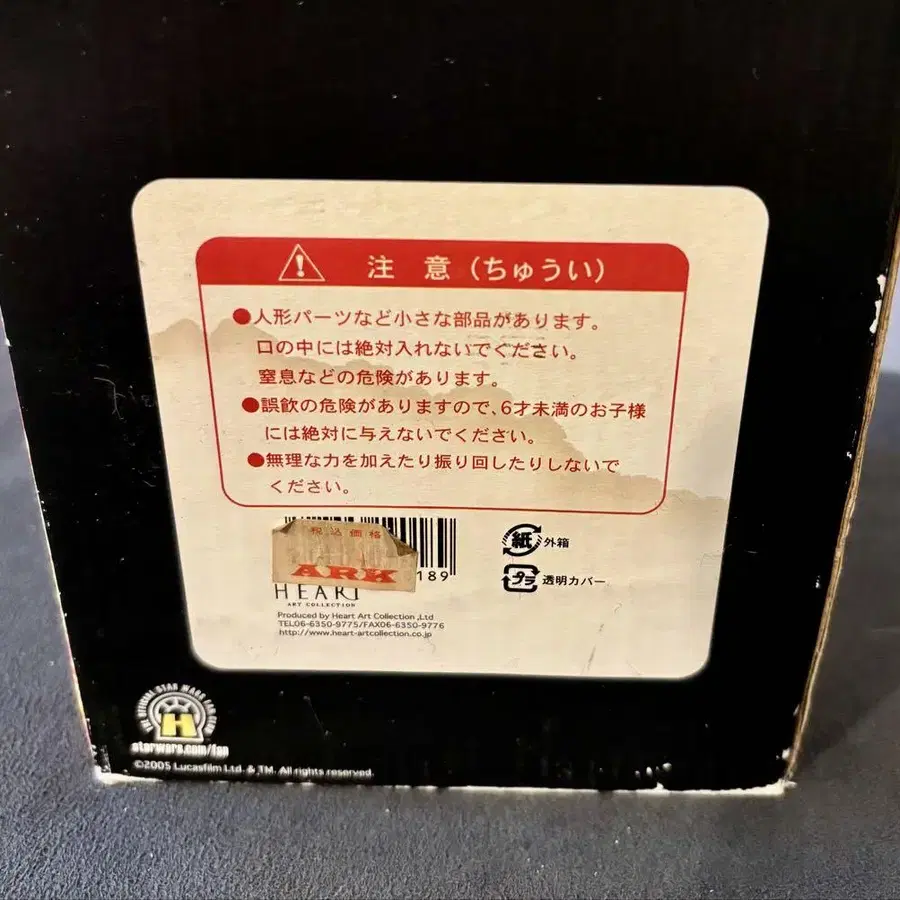 注 意 (ちゅうい)
●人形パーツなど小さな部品があります。
口の中には絶対入れないでください。
窒息などの危険があります。
●誤飲の危険がありますので、6才未満のお子様
には絶対に与えないでください。
●無理な力を加えたり振り回したりしないで
ください。
税込価格
ARK
189
HEART
ART COLLECTION
Produced by Heart Art Collection ,Ltd
TEL06-6350-9775/FAX06-6350-9776
http://www.heart-artcollection.co.jp
紙 外箱
プラ 透明カバー
THE OFFICIAL STAR WARS FAN CLUB
H
starwars.com/fan
©2005 Lucasfilm Ltd. & TM. All rights reserved.